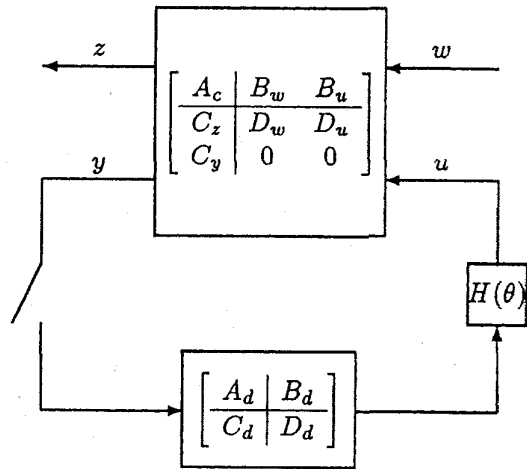 z w
A_c B_w B_u
C_z D_w D_u
C_y 0 0
y u
H(θ)
A_d B_d
C_d D_d